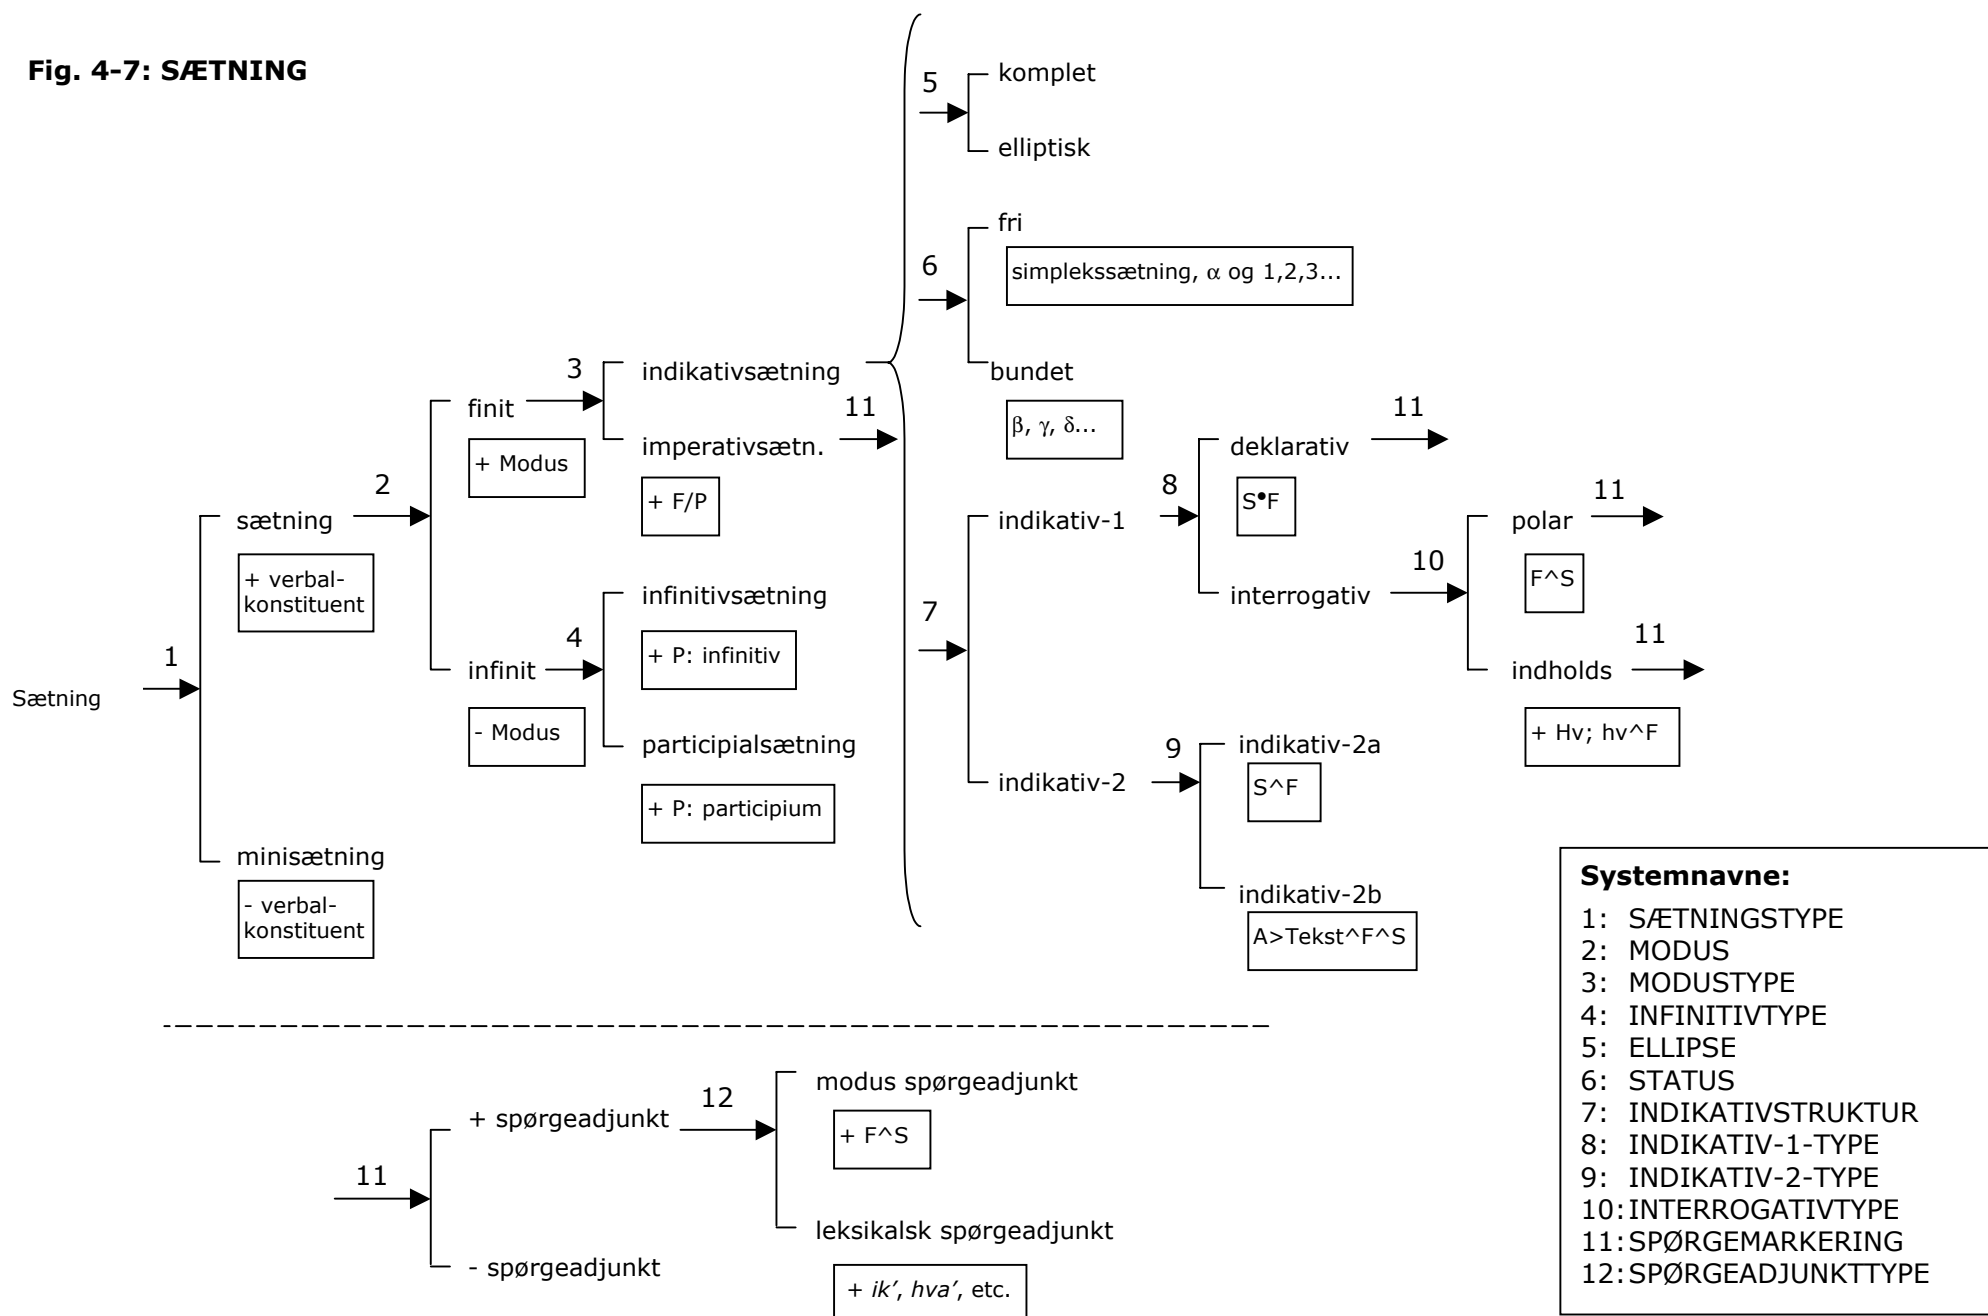 Fig. 4-7: SÆTNING
5
komplet
elliptisk
6
fri
simplekssætning, α og 1,2,3…
bundet
β, γ, δ…
3
indikativsætning
11
imperativsætn.
+ F/P
finit
+ Modus
2
sætning
+ verbal-
konstituent
1
Sætning
minisætning
- verbal-
konstituent
infinit
- Modus
4
infinitivsætning
+ P: infinitiv
participialsætning
+ P: participium
7
indikativ-1
8
deklarativ
11
S•F
interrogativ
10
polar
11
F^S
indholds
11
+ Hv; hv^F
indikativ-2
9
indikativ-2a
S^F
indikativ-2b
A>Tekst^F^S
11
+ spørgeadjunkt
12
modus spørgeadjunkt
+ F^S
leksikalsk spørgeadjunkt
+ ik′, hva′, etc.
- spørgeadjunkt
Systemnavne:
1: SÆTNINGSTYPE
2: MODUS
3: MODUSTYPE
4: INFINITIVTYPE
5: ELLIPSE
6: STATUS
7: INDIKATIVSTRUKTUR
8: INDIKATIV-1-TYPE
9: INDIKATIV-2-TYPE
10: INTERROGATIVTYPE
11: SPØRGEMARKERING
12: SPØRGEADJUNKTTYPE